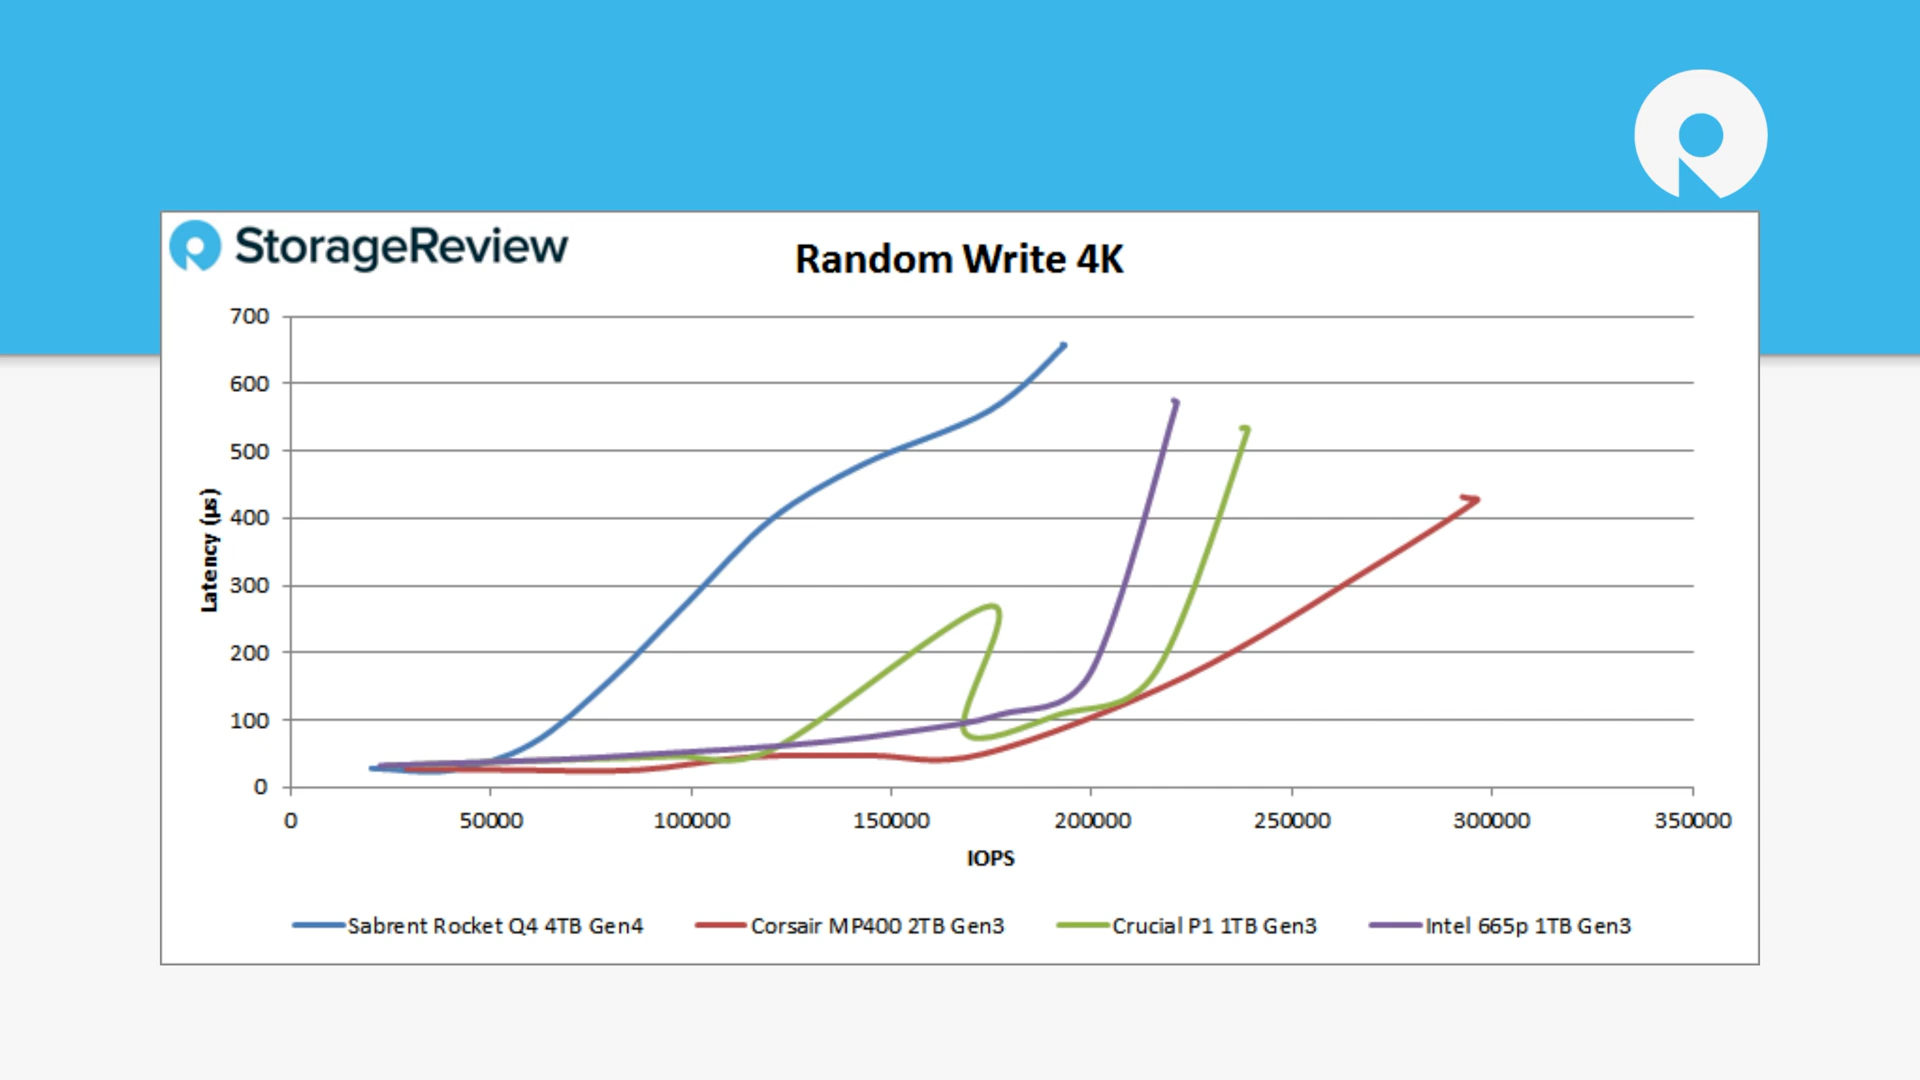 StorageReview
Random Write 4K
700
600
500
400
300
200
100
0
Latency (µs)
0 50000 100000 150000 200000 250000 300000 350000
IOPS
Sabrent Rocket Q4 4TB Gen4 Corsair MP400 2TB Gen3 Crucial P1 1TB Gen3 Intel 665p 1TB Gen3